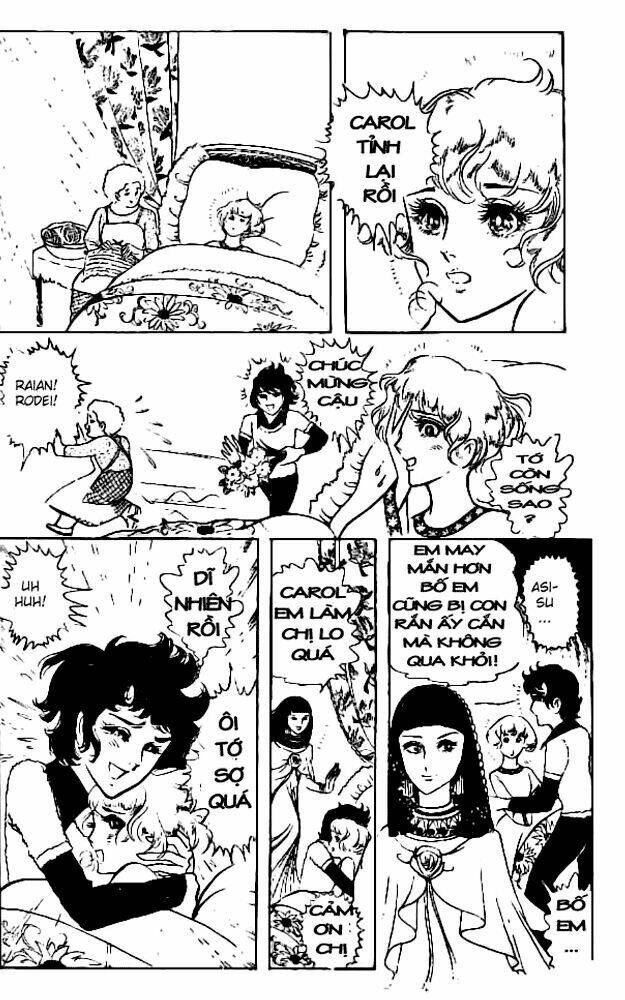 CAROL
TỈNH
LẠI
RỒI
RAIAN!
RODEI!
CHÚC
MỪNG
CẬU
TỚ
CÒN
SỐNG
SAO
?
UH
HUH!
DĨ
NHIÊN
RỒI
ÔI TỚ
SỢ
QUÁ
CAROL
EM LÀM
CHỊ LO
QUÁ
CẢM
ƠN
CHỊ
EM MAY
MẮN HƠN
BỐ EM
CŨNG BỊ CON
RẮN ẤY CẮN
MÀ KHÔNG
QUA KHỎI!
ASI-
SU
...
BỐ
EM
...